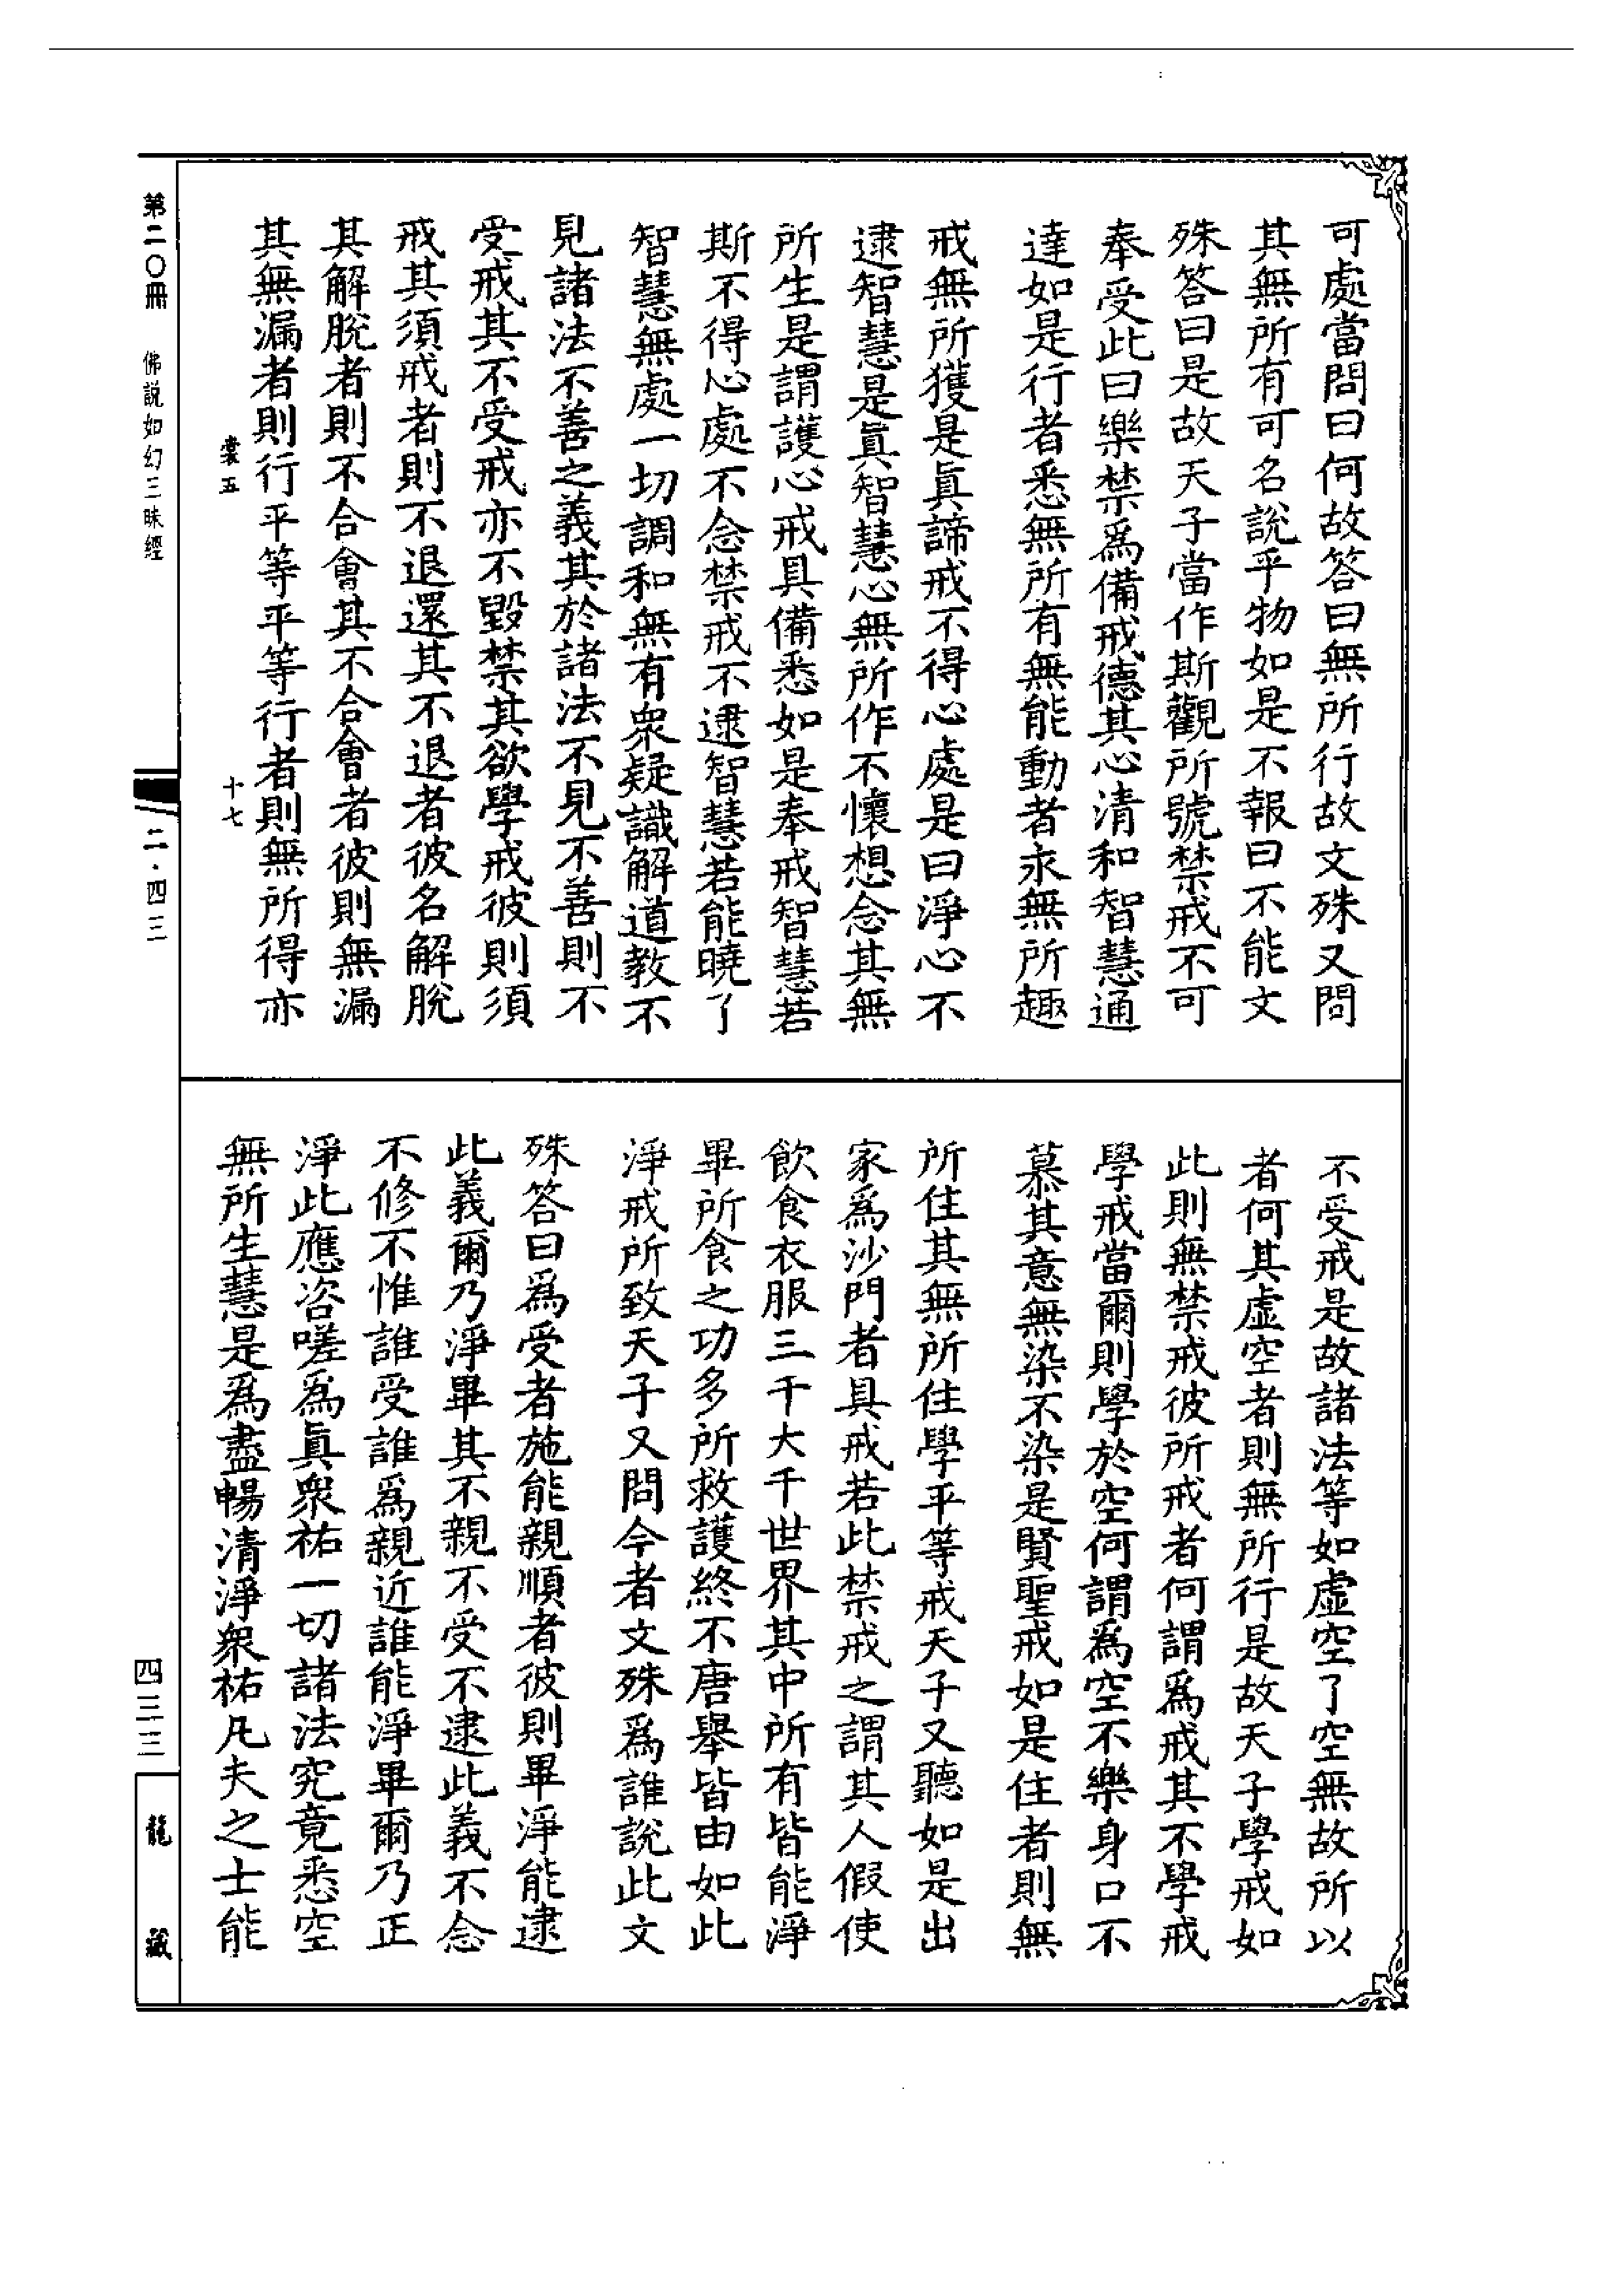 可處當問曰何故答曰無所行故文殊又問
其無所有可名說乎物如是不報曰不能文
殊答曰是故天子當作斯觀所號禁戒不可
奉受此曰樂禁爲備戒德其心清和智慧通
達如是行者悉無所有無能動者永無所趣
戒無所獲是眞諦戒不得心處是曰淨心不
逮智慧是眞智慧心無所作不懷想念其無
所生是謂護心戒具備悉如是奉戒智慧若
斯不得心處不念禁戒不逮智慧若能曉了
智慧無處一切調和無有衆疑識解道教不
見諸法不善之義其於諸法不見不善則不
受戒其不受戒亦不毀禁其欲學戒彼則須
戒其須戒者則不退還其不退者彼名解脫
其解脫者則不合會其不合會者彼則無漏
其無漏者則行平等平等行者則無所得亦
裳五
十七
不受戒是故諸法等如虛空了空無故所以
者何其虛空者則無所行是故天子學戒如
此則無禁戒彼所戒者何謂爲戒其不學戒
學戒當爾則學於空何謂爲空不樂身口不
慕其意無染不染是賢聖戒如是住者則無
所住其無所住學平等戒天子又聽如是出
家爲沙門者具戒若此禁戒之謂其人假使
飲食衣服三千大千世界其中所有皆能淨
畢所食之功多所救護終不唐舉皆由如此
淨戒所致天子又問今者文殊爲誰說此文
殊答曰爲受者施能親順者彼則畢淨能逮
此義爾乃淨畢其不親不受不逮此義不念
不修不惟誰受誰爲親近誰能淨畢爾乃正
淨此應咨嗟爲眞衆祐一切諸法究竟悉空
無所生慧是爲盡暢清淨衆祐凡夫之士能
第二〇冊 佛説如幻三昧經
二·四三
四三三
龍藏